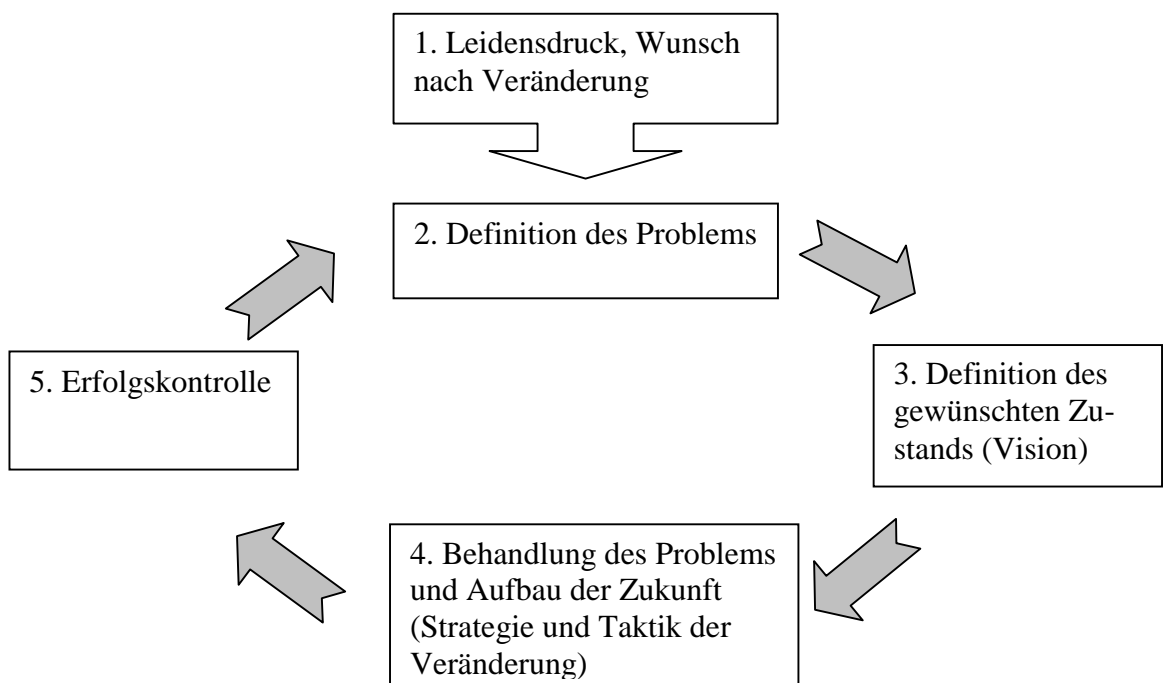 1. Leidensdruck, Wunsch
nach Veränderung
2. Definition des Problems
3. Definition des
gewünschten Zu-
stands (Vision)
4. Behandlung des Problems
und Aufbau der Zukunft
(Strategie und Taktik der
Veränderung)
5. Erfolgskontrolle